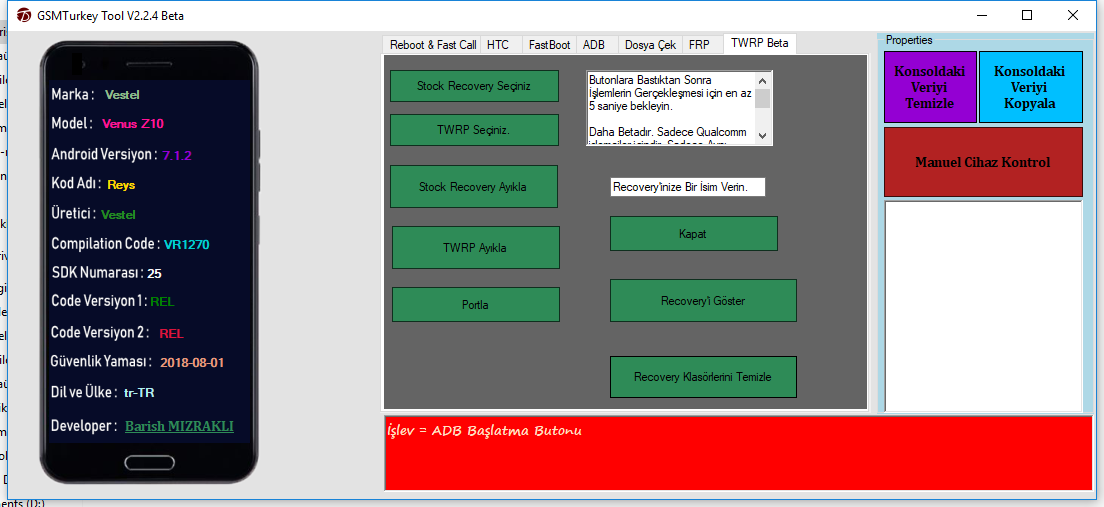 GSMTurkey Tool V2.2.4 Beta
Marka : Vestel
Model : Venus Z10
Android Versiyon : 7.1.2
Kod Adı : Reys
Üretici : Vestel
Compilation Code : VR1270
SDK Numarası : 25
Code Versiyon 1 : REL
Code Versiyon 2 : REL
Güvenlik Yaması : 2018-08-01
Dil ve Ülke : tr-TR
Developer : Barish MIZRAKLI
Reboot & Fast Call HTC FastBoot ADB Dosya Çek FRP TWRP Beta
Stock Recovery Seçiniz
TWRP Seçiniz.
Stock Recovery Ayıkla
TWRP Ayıkla
Portla
Butonlara Bastıktan Sonra
İşlemlerin Gerçekleşmesi için en az
5 saniye bekleyin.
Daha Betadır. Sadece Qualcomm
işlemciler içindir. Sadece Aynı
Recovery'inize Bir İsim Verin.
Kapat
Recovery'i Göster
Recovery Klasörlerini Temizle
Properties
Konsoldaki
Veriyi
Temizle
Konsoldaki
Veriyi
Kopyala
Manuel Cihaz Kontrol
İşlev = ADB Başlatma Butonu
ents (D:)